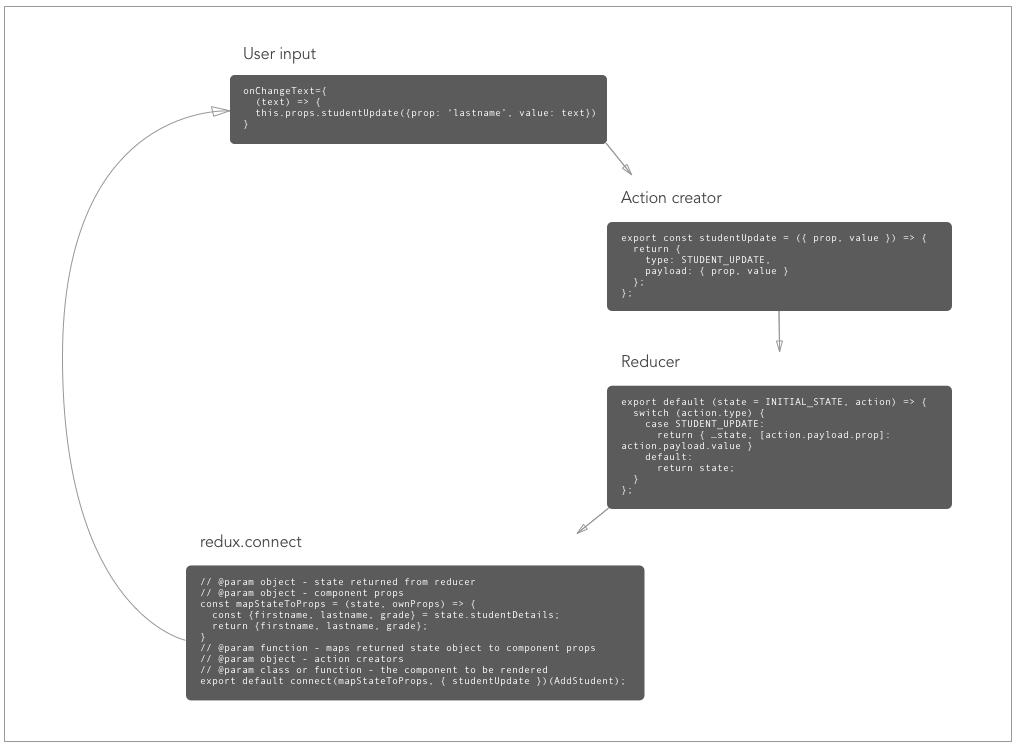 User input
onChangeText={
  (text) => {
  this.props.studentUpdate({prop: 'lastname', value: text})
}
Action creator
export const studentUpdate = ({ prop, value }) => {
  return {
    type: STUDENT_UPDATE,
    payload: { prop, value }
  };
};
Reducer
export default (state = INITIAL_STATE, action) => {
  switch (action.type) {
    case STUDENT_UPDATE:
      return { …state, [action.payload.prop]:
action.payload.value }
    default:
      return state;
  }
};
redux.connect
// @param object - state returned from reducer
// @param object - component props
const mapStateToProps = (state, ownProps) => {
  const {firstname, lastname, grade} = state.studentDetails;
  return {firstname, lastname, grade};
}
// @param function - maps returned state object to component props
// @param object - action creators
// @param class or function - the component to be rendered
export default connect(mapStateToProps, { studentUpdate })(AddStudent);